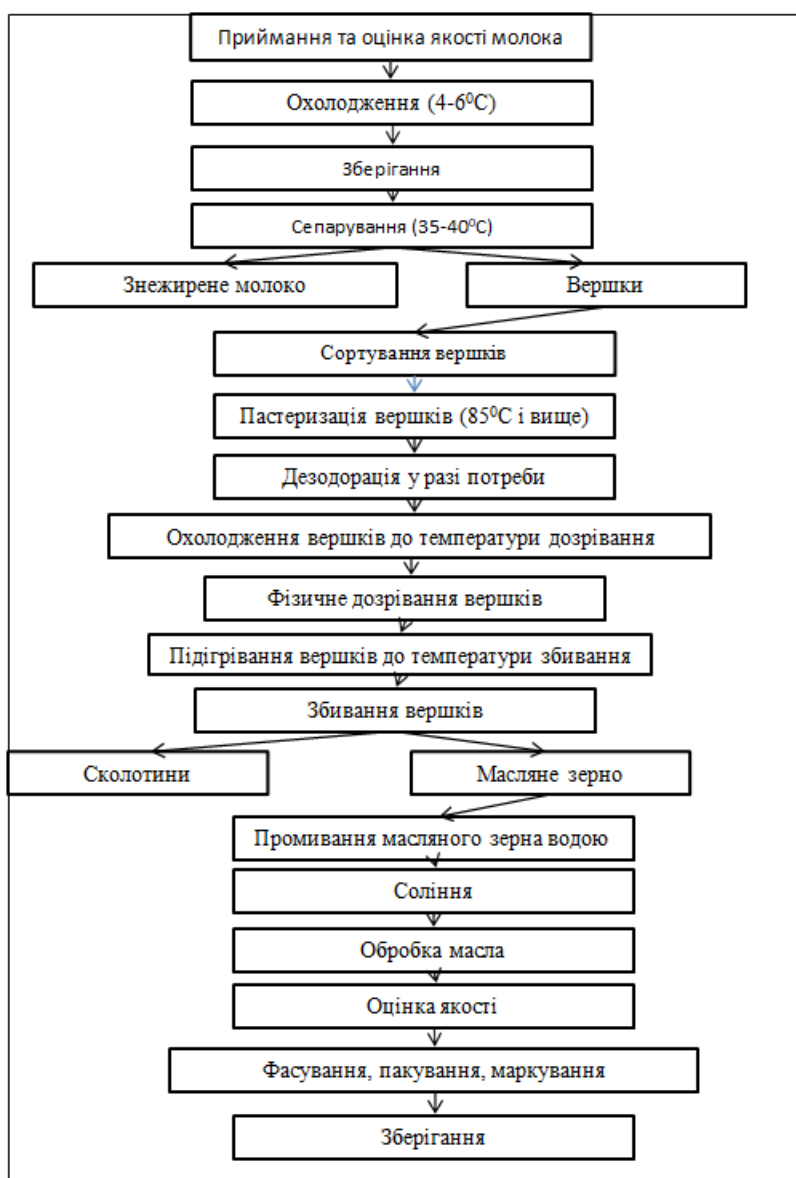 Приймання та оцінка якості молока
Охолодження (4-6⁰С)
Зберігання
Сепарування (35-40⁰С)
Знежирене молоко
Вершки
Сортування вершків
Пастеризація вершків (85⁰С і вище)
Дезодорація у разі потреби
Охолодження вершків до температури дозрівання
Фізичне дозрівання вершків
Підігрівання вершків до температури збивання
Збивання вершків
Сколотини
Масляне зерно
Промивання масляного зерна водою
Соління
Обробка масла
Оцінка якості
Фасування, пакування, маркування
Зберігання